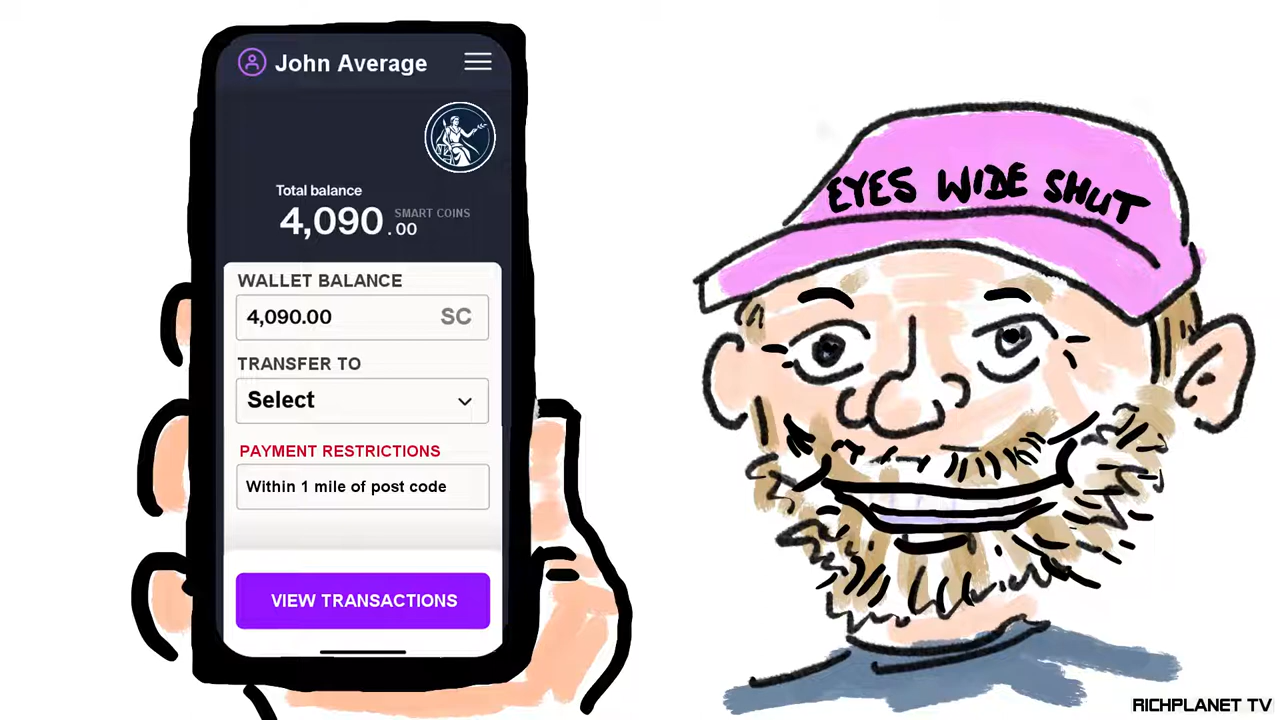 John Average
Total balance
4,090.00 SMART COINS
WALLET BALANCE
4,090.00 SC
TRANSFER TO
Select
PAYMENT RESTRICTIONS
Within 1 mile of post code
VIEW TRANSACTIONS
EYES WIDE SHUT
RICHPLANET TV